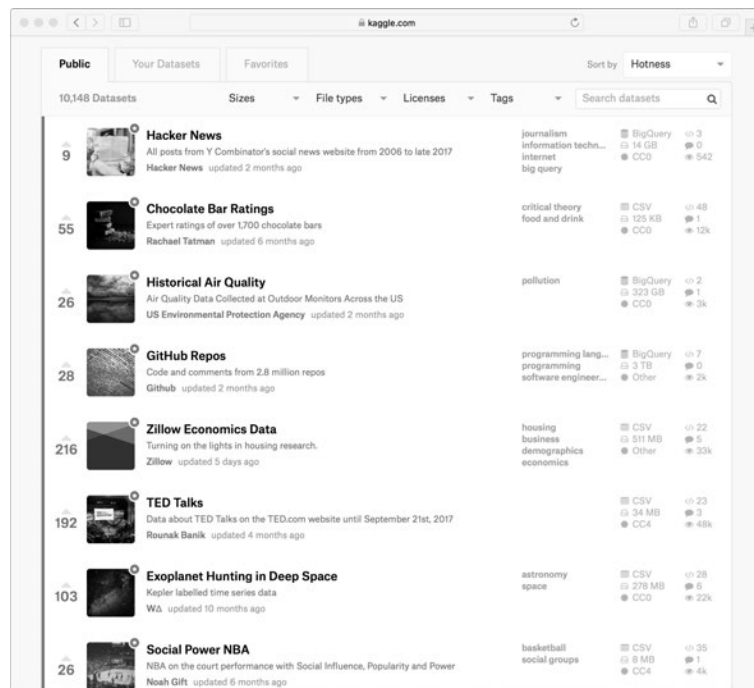 kaggle.com
Public Your Datasets Favorites Sort by Hotness
10,148 Datasets Sizes File types Licenses Tags Search datasets
9
Hacker News
All posts from Y Combinator's social news website from 2006 to late 2017
Hacker News updated 2 months ago
journalism
information techn...
internet
big query
BigQuery
14 GB
CC0
3
0
542
55
Chocolate Bar Ratings
Expert ratings of over 1,700 chocolate bars
Rachael Tatman updated 6 months ago
critical theory
food and drink
CSV
125 KB
CC0
48
1
12k
26
Historical Air Quality
Air Quality Data Collected at Outdoor Monitors Across the US
US Environmental Protection Agency updated 2 months ago
pollution
BigQuery
323 GB
CC0
2
1
3k
28
GitHub Repos
Code and comments from 2.8 million repos
Github updated 2 months ago
programming lang...
programming
software engineer...
BigQuery
3 TB
Other
7
0
2k
216
Zillow Economics Data
Turning on the lights in housing research.
Zillow updated 5 days ago
housing
business
demographics
economics
CSV
511 MB
Other
22
5
33k
192
TED Talks
Data about TED Talks on the TED.com website until September 21st, 2017
Rounak Banik updated 4 months ago
CSV
34 MB
CC4
23
3
48k
103
Exoplanet Hunting in Deep Space
Kepler labelled time series data
WΔ updated 10 months ago
astronomy
space
CSV
278 MB
CC0
28
6
22k
26
Social Power NBA
NBA on the court performance with Social Influence, Popularity and Power
Noah Gift updated 6 months ago
basketball
social groups
CSV
8 MB
CC4
35
1
4k